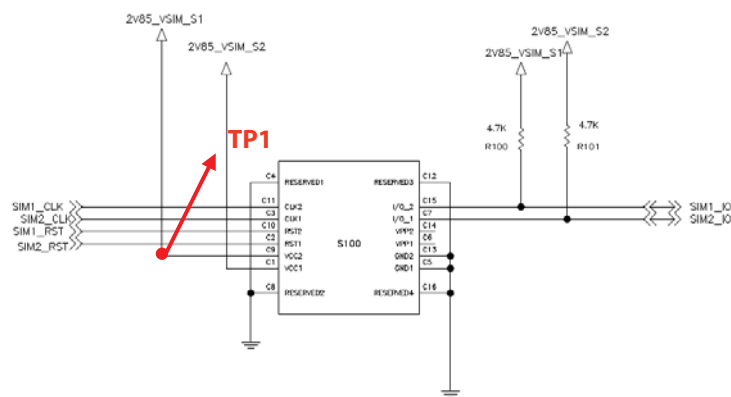 2V85_VSIM_S1
2V85_VSIM_S2
2V85_VSIM_S2
2V85_VSIM_S1
TP1
4.7K
R100
4.7K
R101
C4
RESERVED1
RESERVED3
C12
SIM1_CLK
C11
CLK2
I/O_2
C15
SIM1_IO
SIM2_CLK
C3
CLK1
I/O_1
C7
SIM2_IO
SIM1_RST
C10
RST2
VPP2
C14
SIM2_RST
C2
RST1
S100
VPP1
C6
C9
VCC2
GND2
C13
C1
VCC1
GND1
C5
C8
RESERVED2
RESERVED4
C16